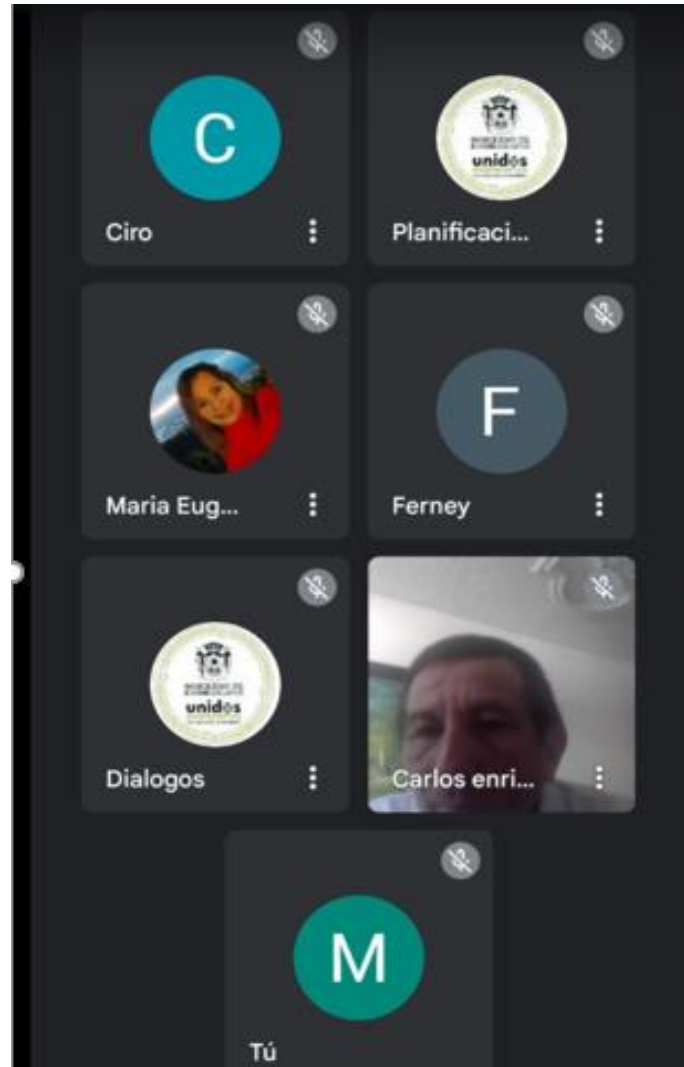 C
Ciro
unidos
Planificaci...
Maria Eug...
F
Ferney
unidos
Dialogos
Carlos enri...
M
Tú